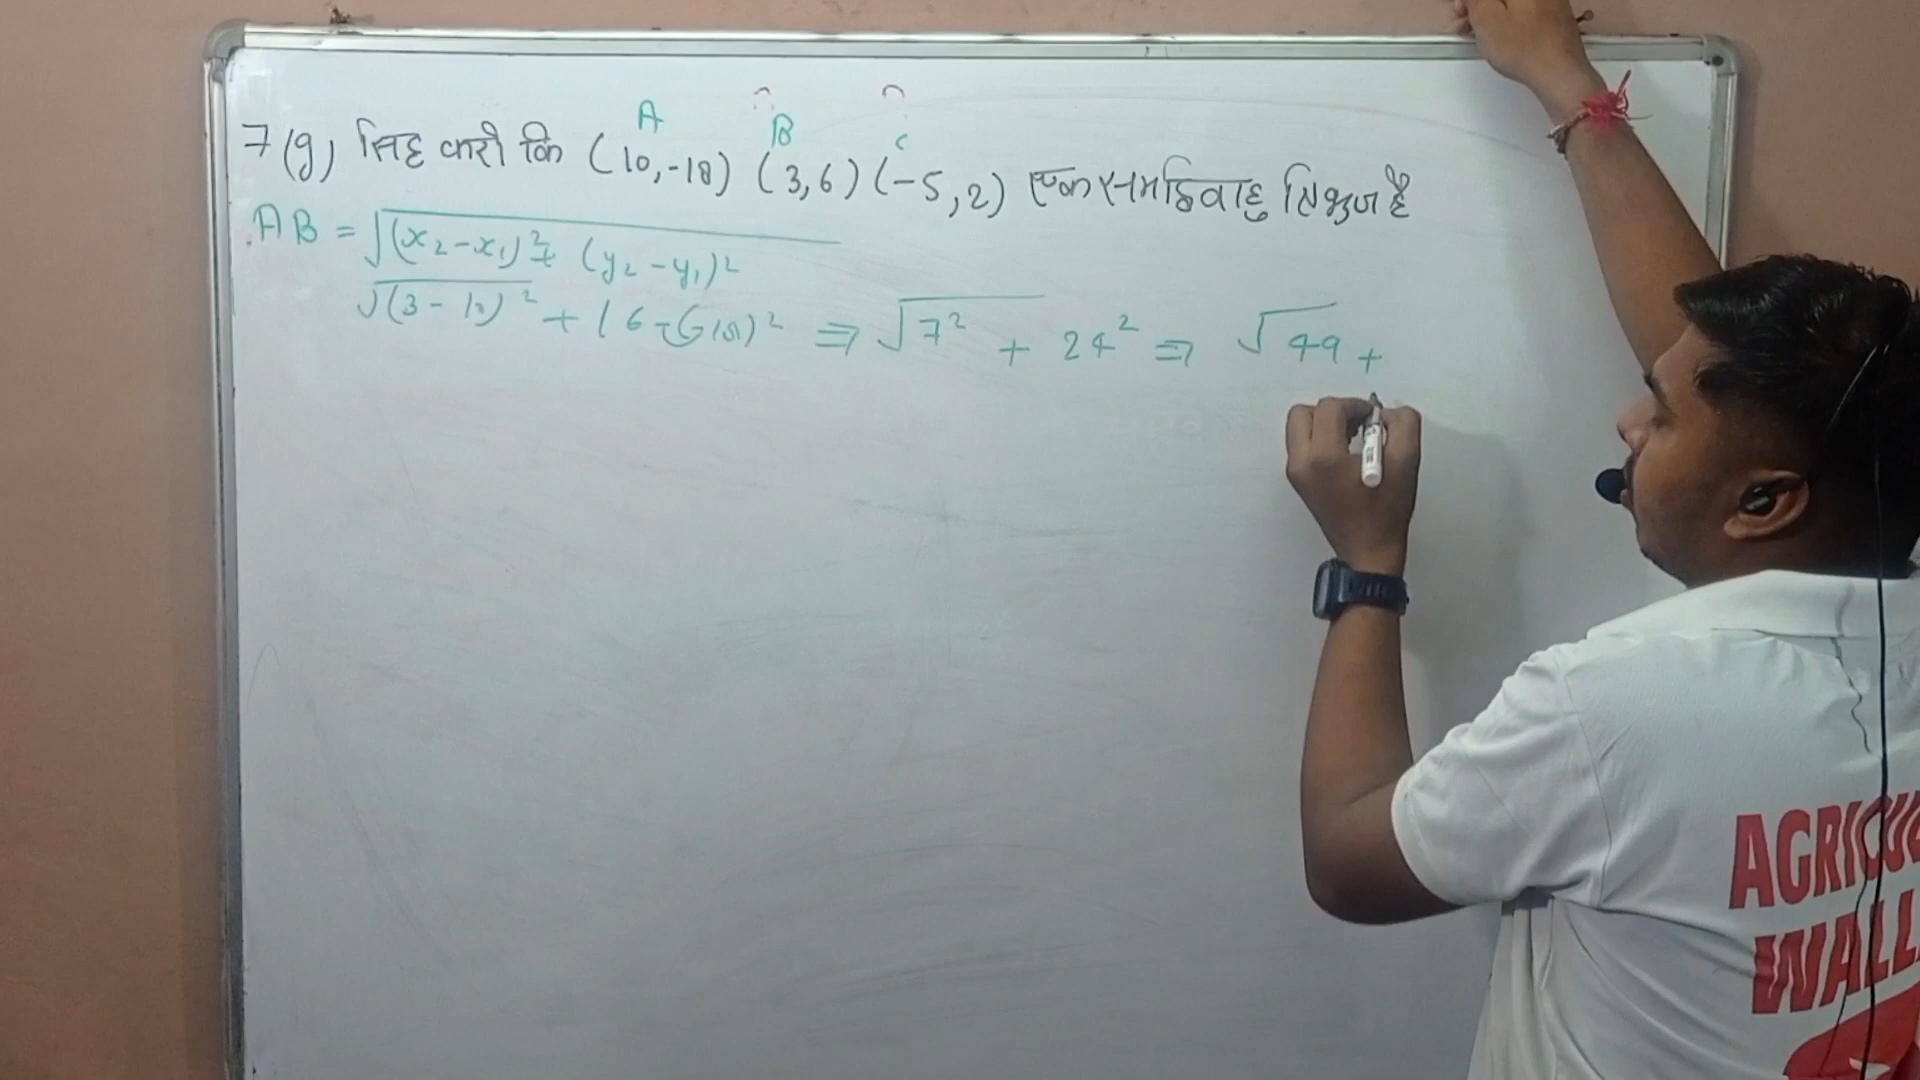 A B C
7(g) सिद्ध करो कि (10,-18) (3,6) (-5,2) एक समद्विबाहु त्रिभुज है
AB = √(x₂-x₁)² + (y₂-y₁)²
√(3-10)² + (6-(-18))² ⇒ √7² + 24² ⇒ √49 +
AGRICU
WALL